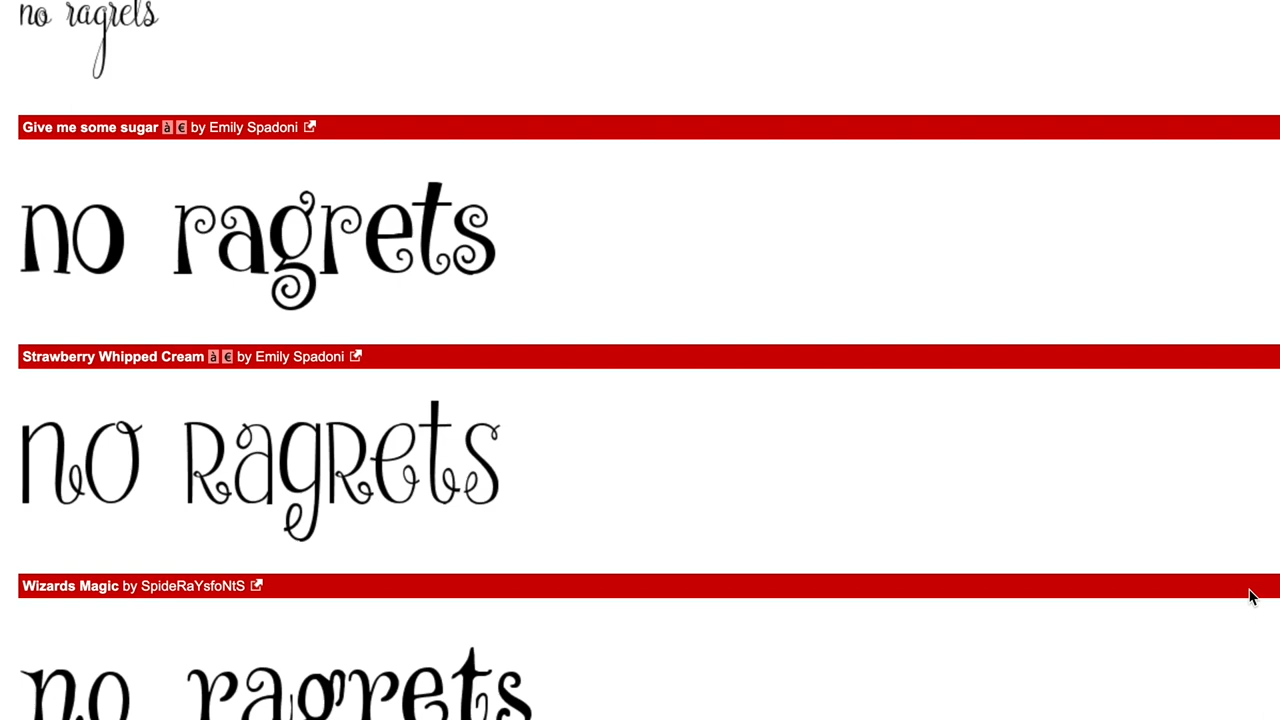 no ragrets
Give me some sugar à € by Emily Spadoni
no ragrets
Strawberry Whipped Cream à € by Emily Spadoni
no ragrets
Wizards Magic by SpideRaYsfoNtS
no ragrets